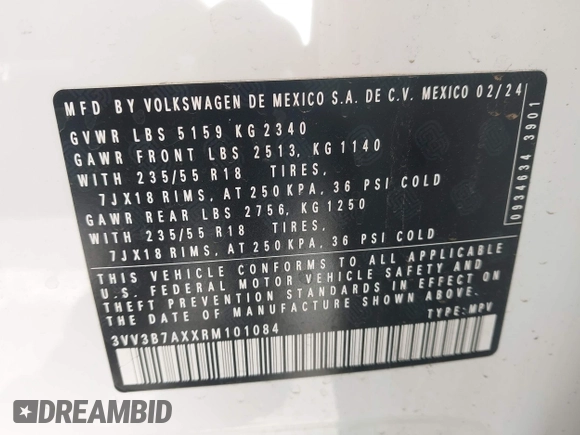 MFD BY VOLKSWAGEN DE MEXICO S.A. DE C.V. MEXICO 02/24
GVWR LBS 5159 KG 2340
GAWR FRONT LBS 2513, KG 1140
WITH 235/55 R18 TIRES,
7JX18 RIMS, AT 250 KPA, 36 PSI COLD
GAWR REAR LBS 2756, KG 1250
WITH 235/55 R18 TIRES,
7JX18 RIMS, AT 250 KPA, 36 PSI COLD
THIS VEHICLE CONFORMS TO ALL APPLICABLE
U.S. FEDERAL MOTOR VEHICLE SAFETY AND
THEFT PREVENTION STANDARDS IN EFFECT ON
THE DATE OF MANUFACTURE SHOWN ABOVE.
3VV3B7AXXRM101084 TYPE: MPV
0934634 3901
DREAMBID